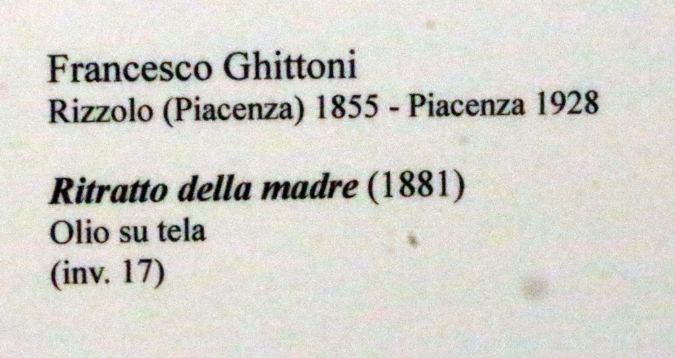 Francesco Ghittoni
Rizzolo (Piacenza) 1855 - Piacenza 1928
Ritratto della madre (1881)
Olio su tela
(inv. 17)